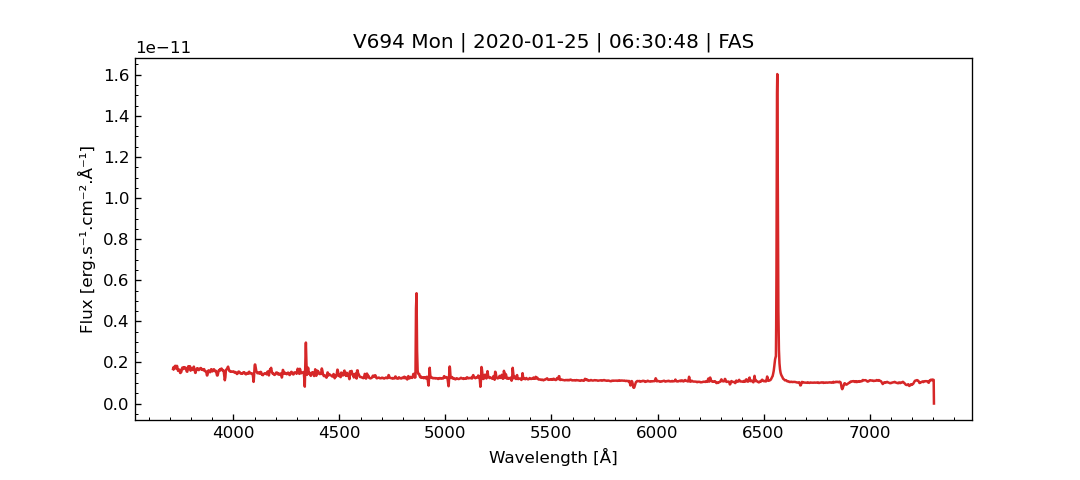 V694 Mon | 2020-01-25 | 06:30:48 | FAS
1e−11
1.6
1.4
1.2
1.0
0.8
0.6
0.4
0.2
0.0
Flux [erg.s⁻¹.cm⁻².Å⁻¹]
4000 4500 5000 5500 6000 6500 7000
Wavelength [Å]